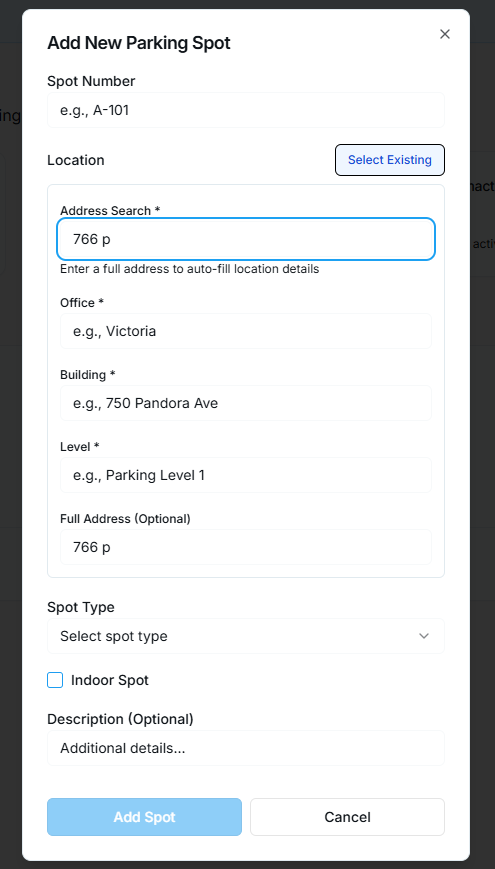 Add New Parking Spot
Spot Number
e.g., A-101
Location
Select Existing
Address Search *
766 p
Enter a full address to auto-fill location details
Office *
e.g., Victoria
Building *
e.g., 750 Pandora Ave
Level *
e.g., Parking Level 1
Full Address (Optional)
766 p
Spot Type
Select spot type
Indoor Spot
Description (Optional)
Additional details...
Add Spot
Cancel